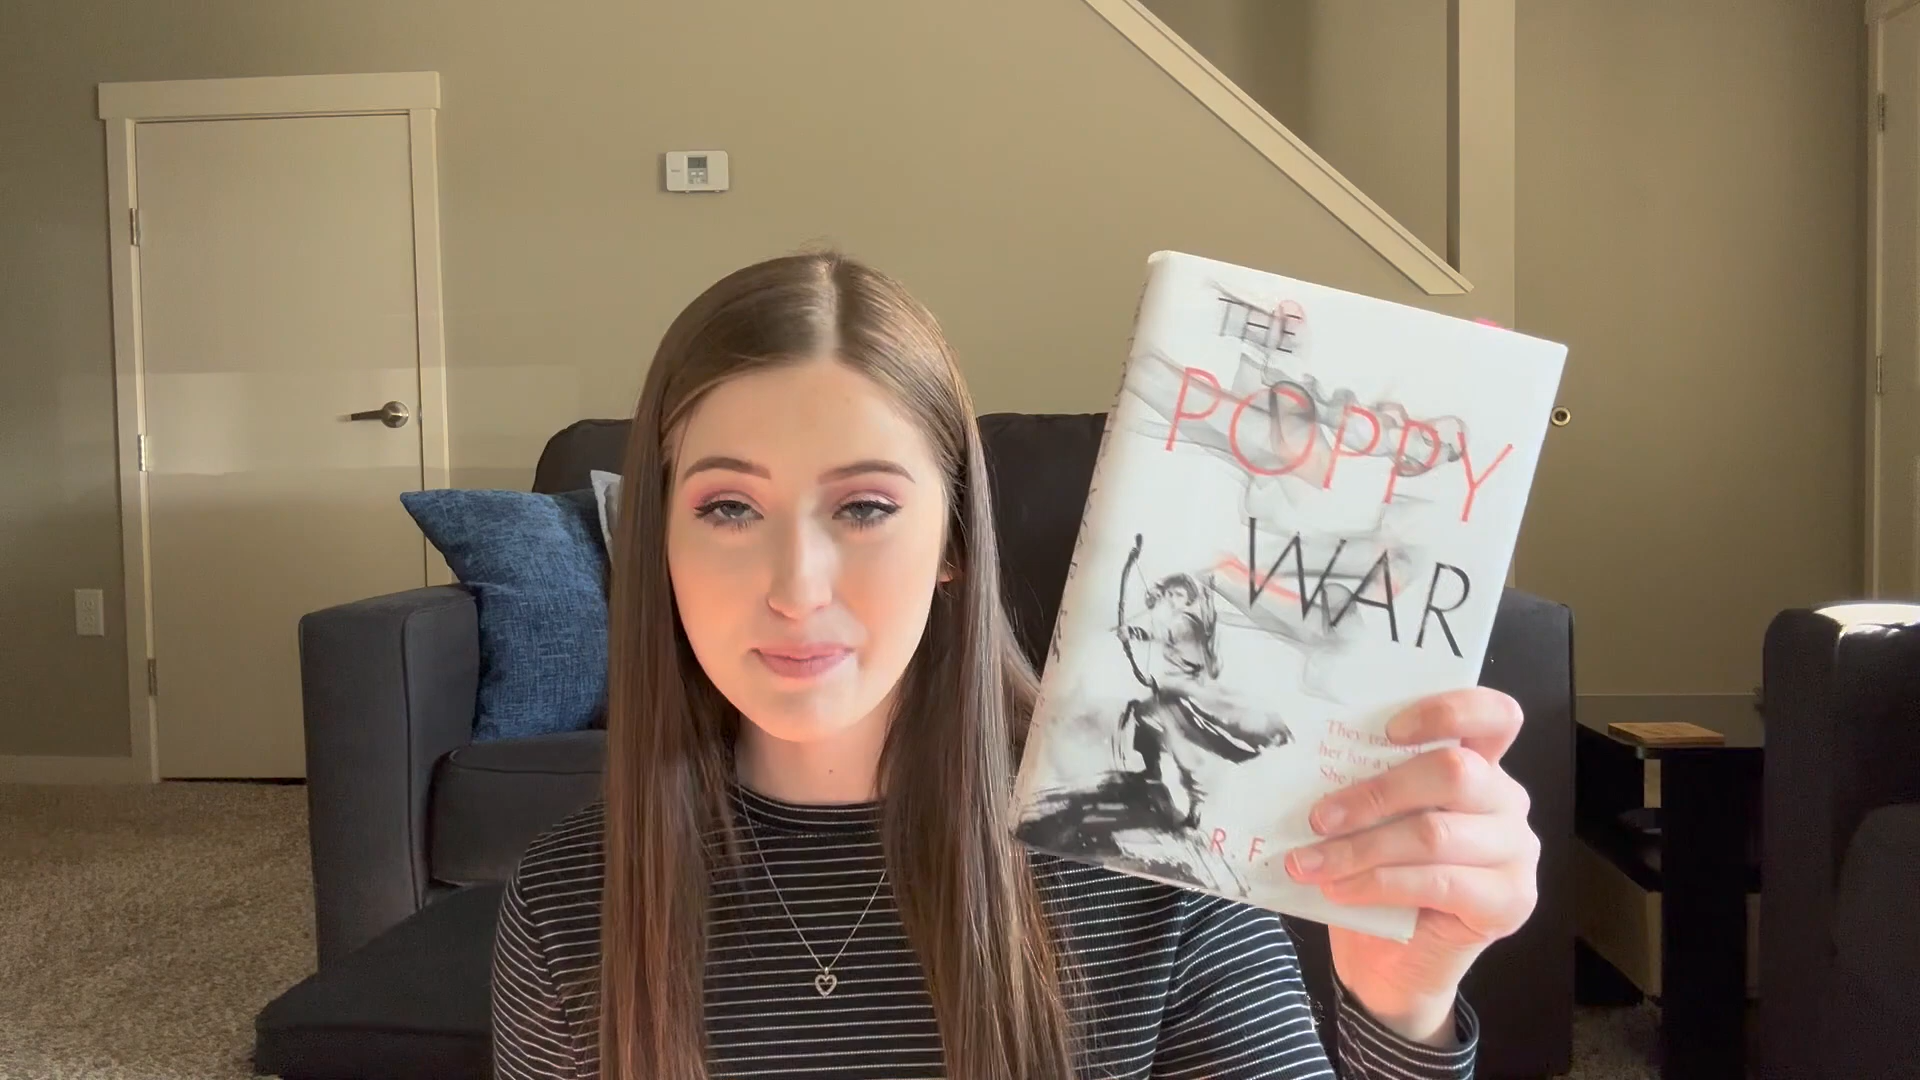 THE
POPPY
WAR
They trained
her for a
She
R. F.